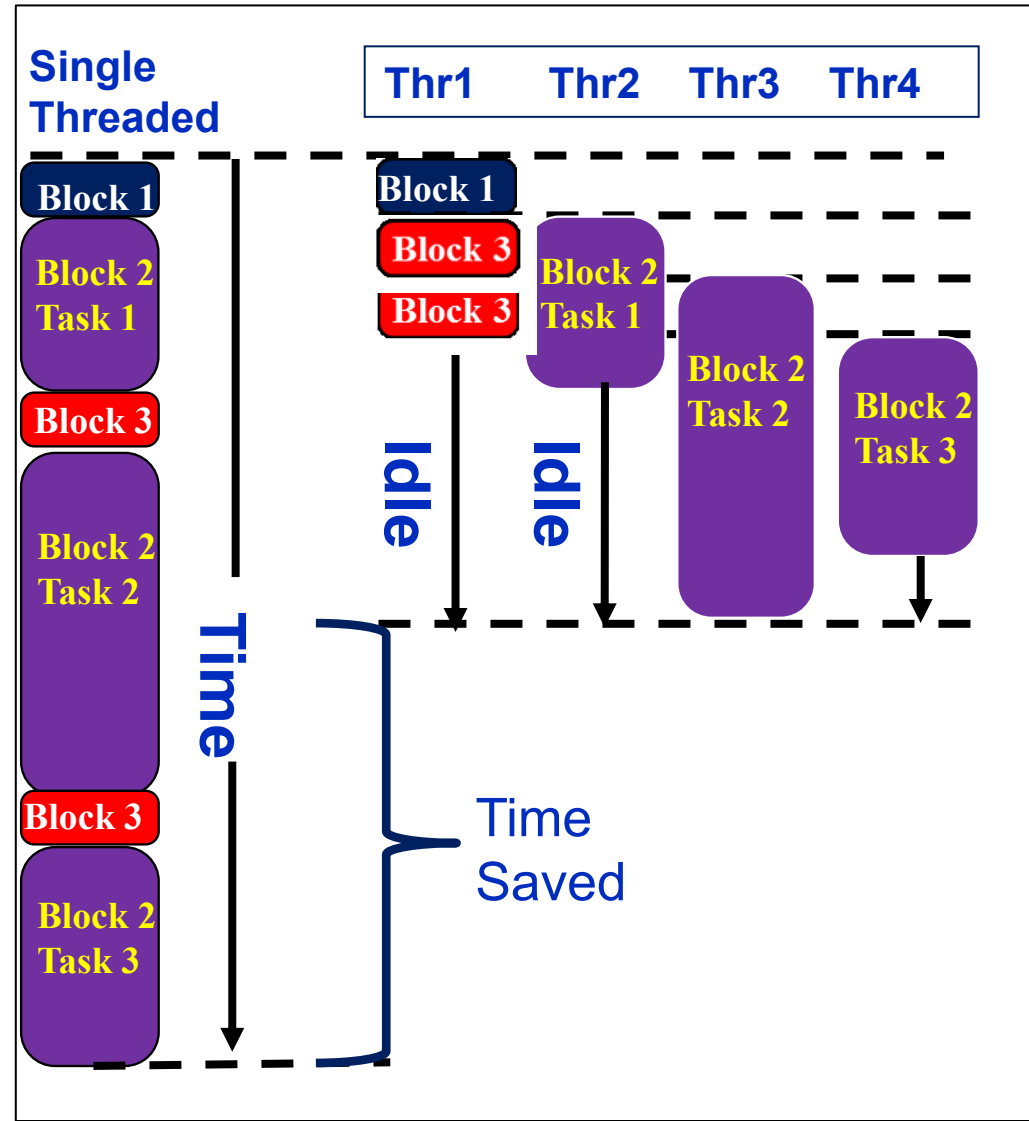 Single
Threaded
Thr1 Thr2 Thr3 Thr4
Block 1
Block 2
Task 1
Block 3
Block 2
Task 2
Block 3
Block 2
Task 3
Time
Block 1
Block 3
Block 3
Idle
Block 2
Task 1
Idle
Block 2
Task 2
Block 2
Task 3
Time
Saved